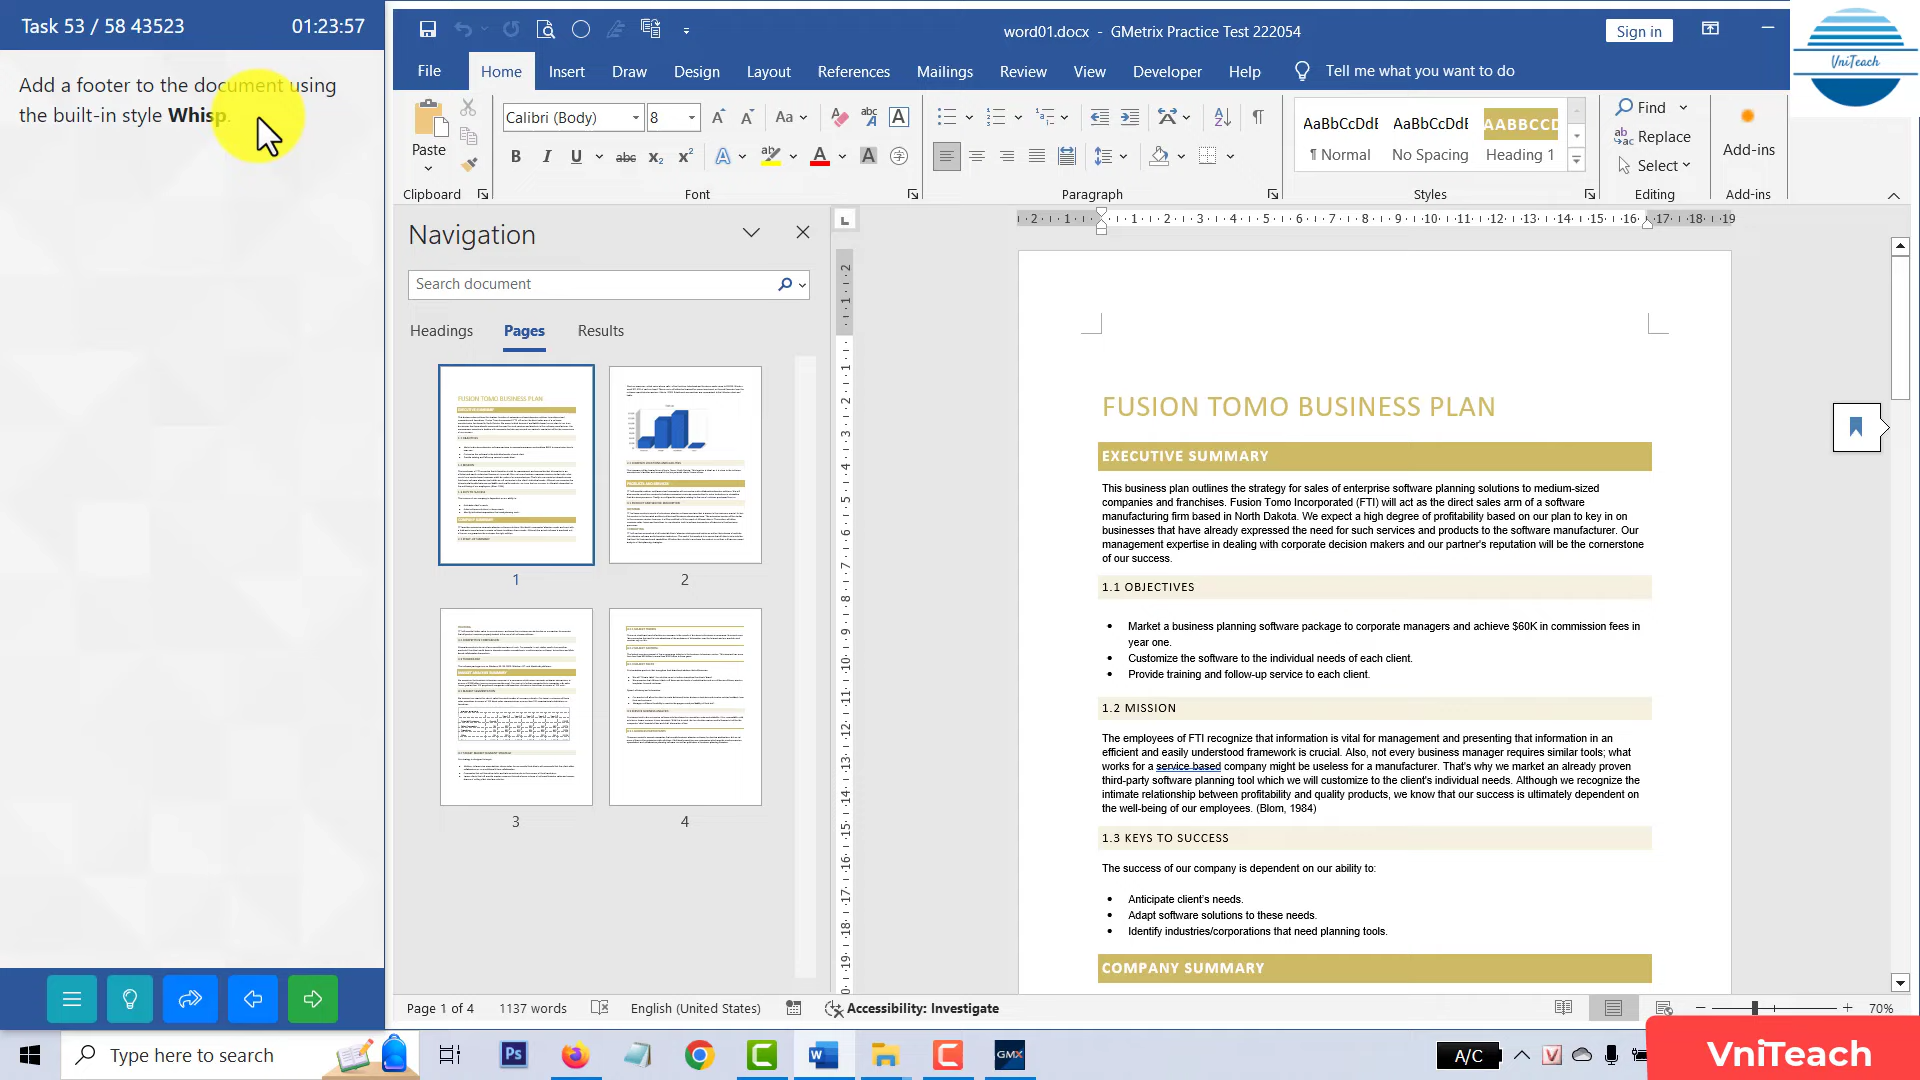 Task 53 / 58 43523
01:23:57
Add a footer to the document using
the built-in style Whisp.
word01.docx - GMetrix Practice Test 222054
Sign in
UniTeach
File
Home
Insert
Draw
Design
Layout
References
Mailings
Review
View
Developer
Help
Tell me what you want to do
Paste
Clipboard
Calibri (Body)
8
Font
Paragraph
AaBbCcDdE
AaBbCcDdE
AABBCCD
¶ Normal
No Spacing
Heading 1
Styles
Find
Replace
Select
Editing
Add-ins
Add-ins
Navigation
Search document
Headings
Pages
Results
1
2
3
4
FUSION TOMO BUSINESS PLAN
EXECUTIVE SUMMARY
This business plan outlines the strategy for sales of enterprise software planning solutions to medium-sized
companies and franchises. Fusion Tomo Incorporated (FTI) will act as the direct sales arm of a software
manufacturing firm based in North Dakota. We expect a high degree of profitability based on our plan to key in on
businesses that have already expressed the need for such services and products to the software manufacturer. Our
management expertise in dealing with corporate decision makers and our partner's reputation will be the cornerstone
of our success.
1.1 OBJECTIVES
• Market a business planning software package to corporate managers and achieve $60K in commission fees in
year one.
• Customize the software to the individual needs of each client.
• Provide training and follow-up service to each client.
1.2 MISSION
The employees of FTI recognize that information is vital for management and presenting that information in an
efficient and easily understood framework is crucial. Also, not every business manager requires similar tools; what
works for a service based company might be useless for a manufacturer. That's why we market an already proven
third-party software planning tool which we will customize to the client's individual needs. Although we recognize the
intimate relationship between profitability and quality products, we know that our success is ultimately dependent on
the well-being of our employees. (Blom, 1984)
1.3 KEYS TO SUCCESS
The success of our company is dependent on our ability to:
• Anticipate client's needs.
• Adapt software solutions to these needs.
• Identify industries/corporations that need planning tools.
COMPANY SUMMARY
Page 1 of 4
1137 words
English (United States)
Accessibility: Investigate
70%
Type here to search
A/C
VniTeach